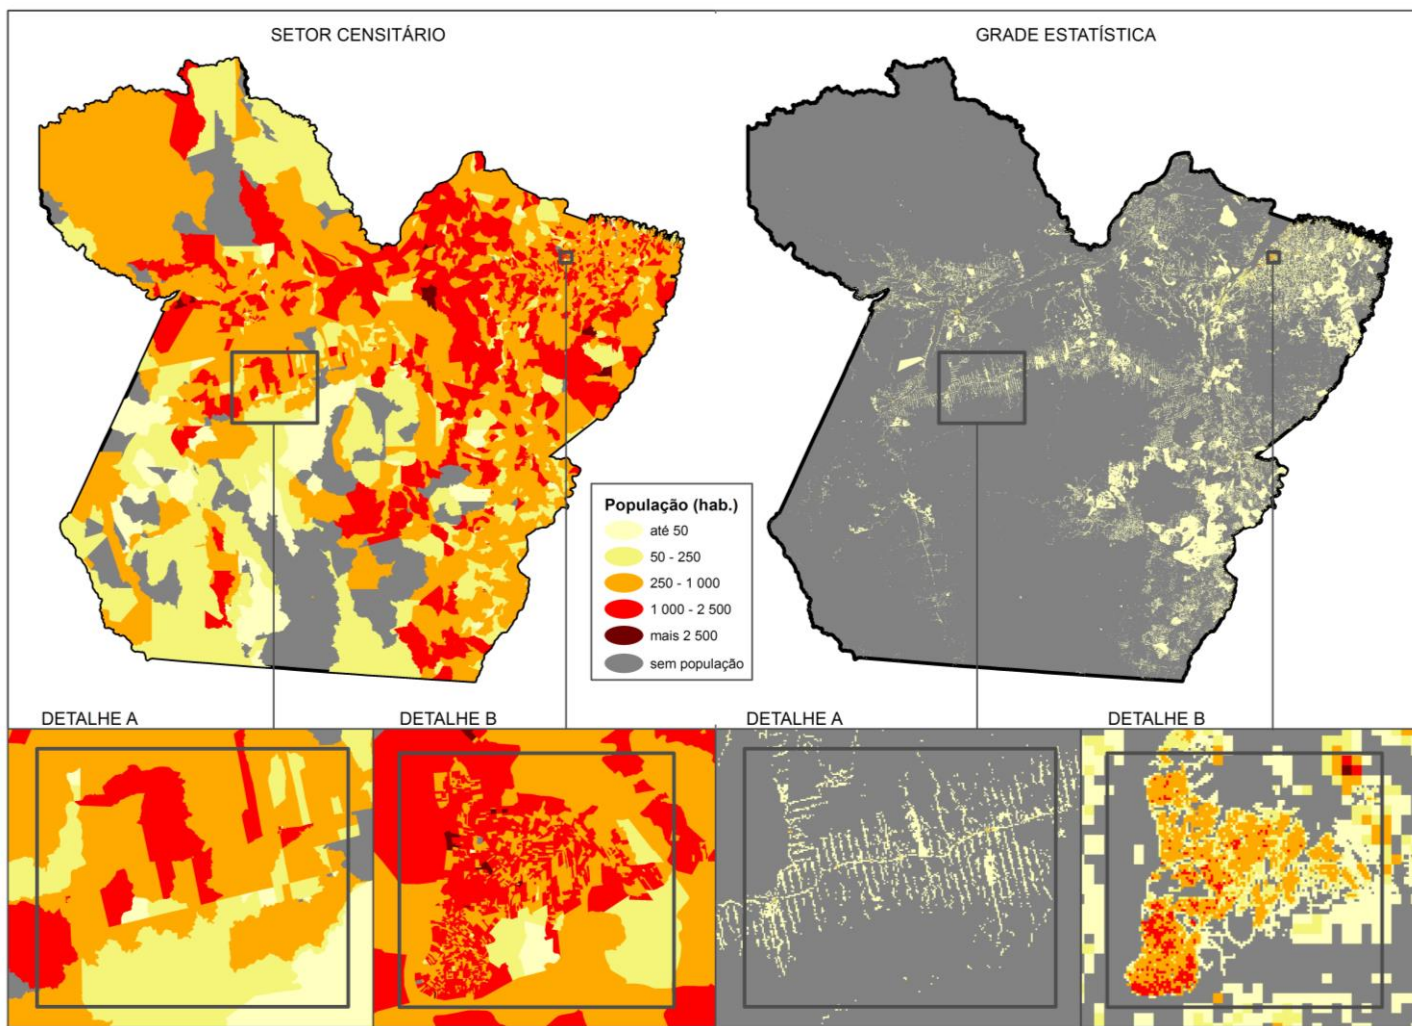 SETOR CENSITÁRIO
GRADE ESTATÍSTICA
População (hab.)
até 50
50 - 250
250 - 1 000
1 000 - 2 500
mais 2 500
sem população
DETALHE A
DETALHE B
DETALHE A
DETALHE B